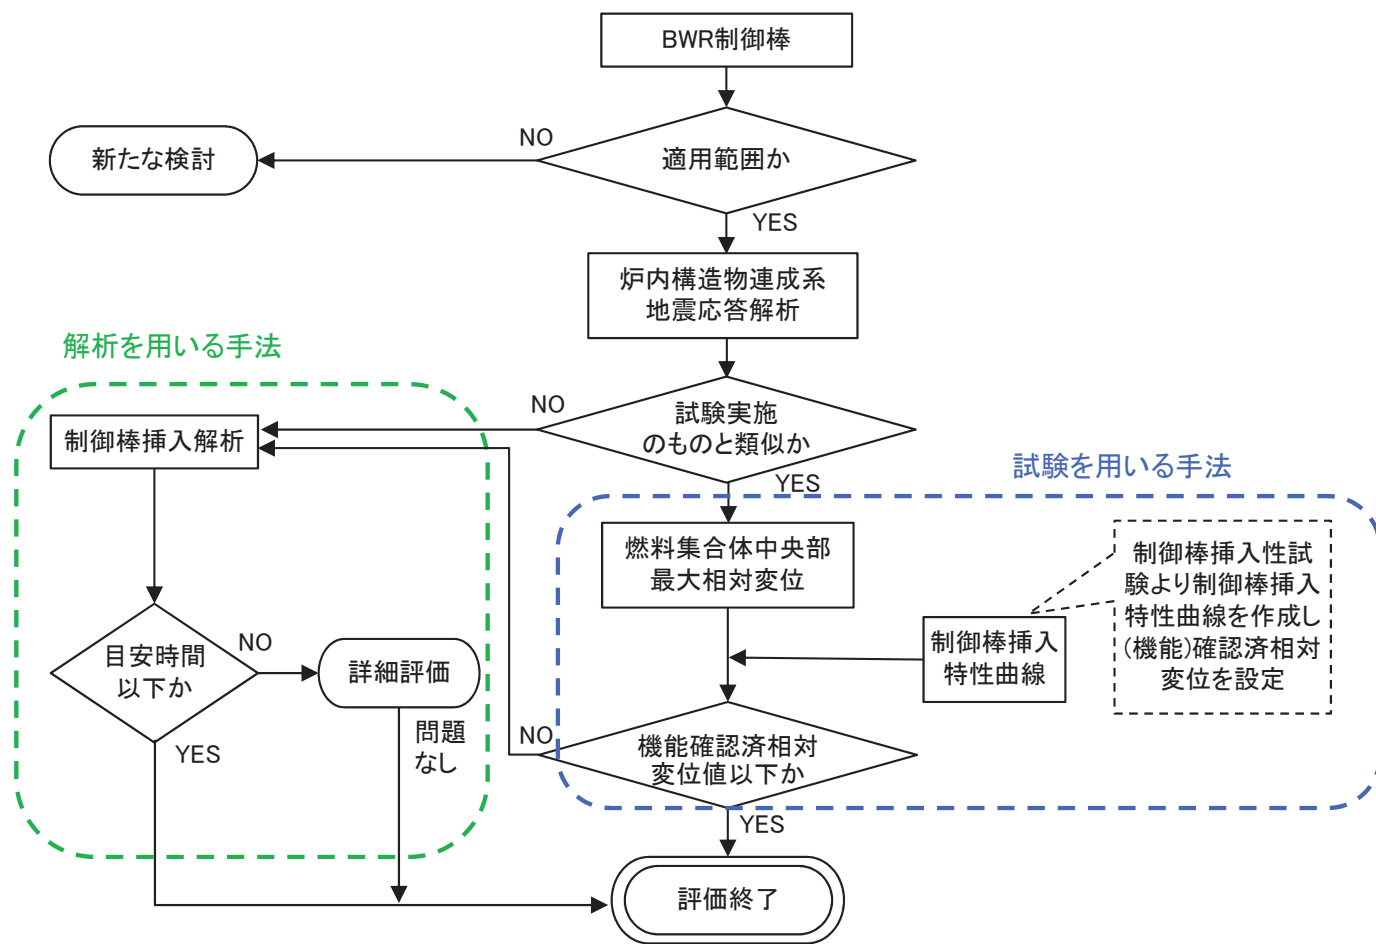 BWR制御棒
NO
適用範囲か
新たな検討
YES
炉内構造物連成系
地震応答解析
解析を用いる手法
NO
試験実施
のものと類似か
制御棒挿入解析
YES
試験を用いる手法
燃料集合体中央部
最大相対変位
制御棒挿入性試
験より制御棒挿入
特性曲線を作成し
(機能)確認済相対
変位を設定
制御棒挿入
特性曲線
目安時間
以下か
NO
詳細評価
YES
問題
なし
NO
機能確認済相対
変位値以下か
YES
評価終了